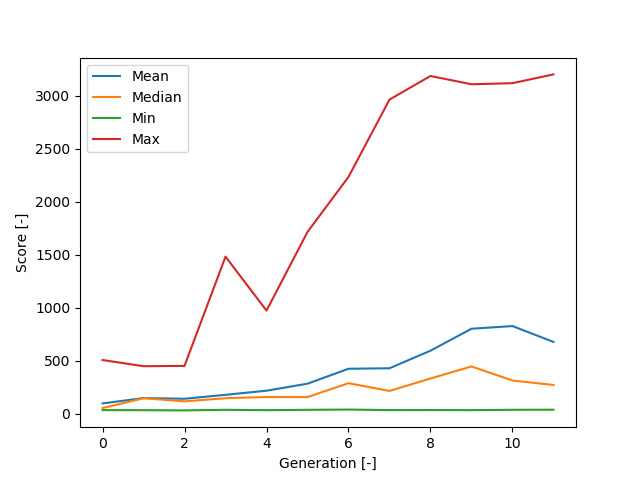 Mean
Median
Min
Max
3000
2500
2000
1500
1000
500
0
Score [-]
0 2 4 6 8 10
Generation [-]